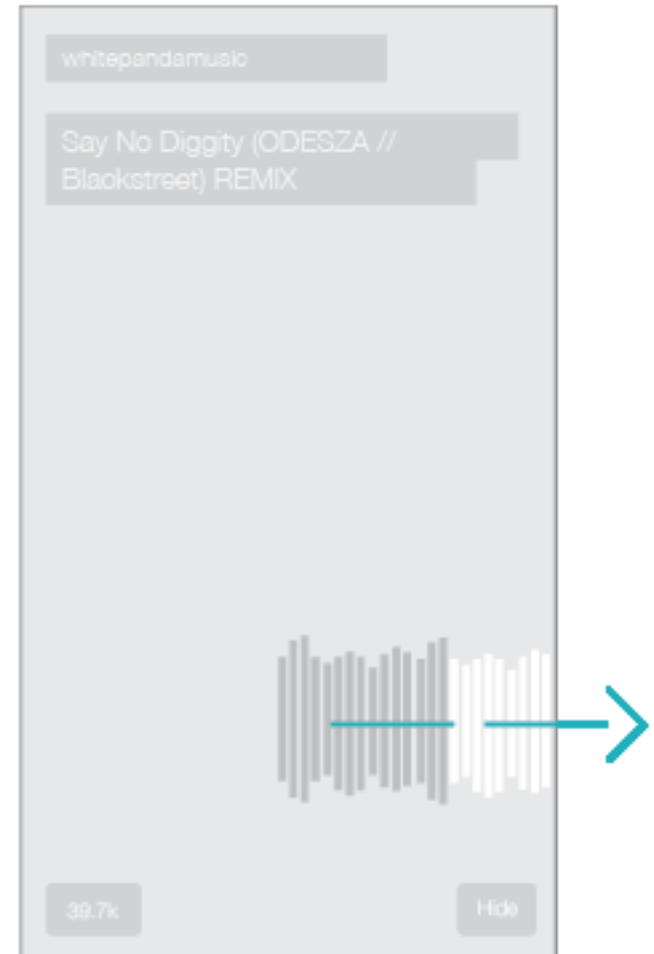 whitepandamusic
Say No Diggity (ODESZA //
Blackstreet) REMIX
39.7k
Hide